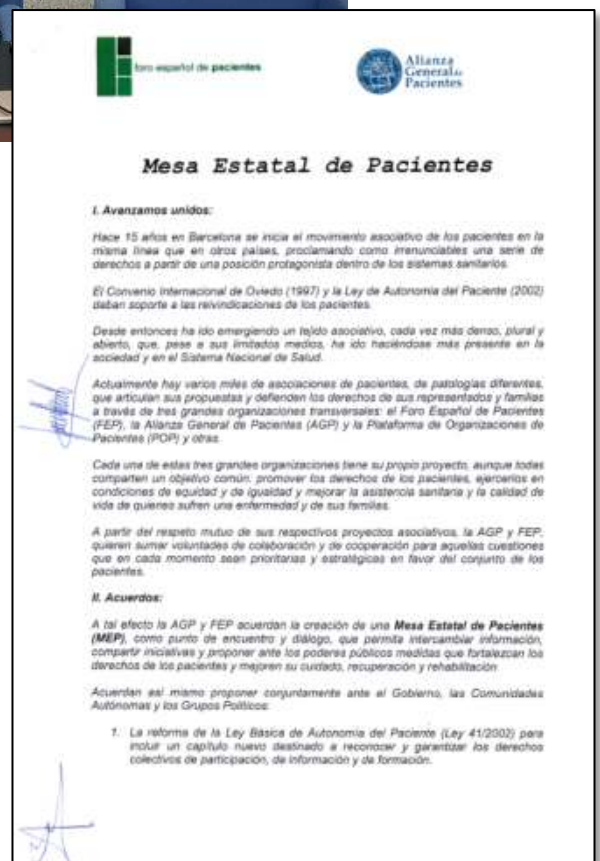 foro español de pacientes
Alianza
General de
Pacientes
Mesa Estatal de Pacientes
I. Avanzamos unidos:
Hace 15 años en Barcelona se inicia el movimiento asociativo de los pacientes en la
misma línea que en otros países, proclamando como irrenunciables una serie de
derechos a partir de una posición protagonista dentro de los sistemas sanitarios.
El Convenio Internacional de Oviedo (1997) y la Ley de Autonomía del Paciente (2002)
daban soporte a las reivindicaciones de los pacientes.
Desde entonces ha ido emergiendo un tejido asociativo, cada vez más denso, plural y
abierto, que, pese a sus limitados medios, ha ido haciéndose más presente en la
sociedad y en el Sistema Nacional de Salud.
Actualmente hay varios miles de asociaciones de pacientes, de patologías diferentes,
que articulan sus propuestas y defienden los derechos de sus representados y familias
a través de tres grandes organizaciones transversales: el Foro Español de Pacientes
(FEP), la Alianza General de Pacientes (AGP) y la Plataforma de Organizaciones de
Pacientes (POP) y otras.
Cada una de estas tres grandes organizaciones tiene su propio proyecto, aunque todas
comparten un objetivo común: promover los derechos de los pacientes, ejercerlos en
condiciones de equidad y de igualdad y mejorar la asistencia sanitaria y la calidad de
vida de quienes sufren una enfermedad y de sus familias.
A partir del respeto mutuo de sus respectivos proyectos asociativos, la AGP y FEP,
quieren sumar voluntades de colaboración y de cooperación para aquellas cuestiones
que en cada momento sean prioritarias y estratégicas en favor del conjunto de los
pacientes.
II. Acuerdos:
A tal efecto la AGP y FEP acuerdan la creación de una Mesa Estatal de Pacientes
(MEP), como punto de encuentro y diálogo, que permita intercambiar información,
compartir iniciativas y proponer ante los poderes públicos medidas que fortalezcan los
derechos de los pacientes y mejoren su cuidado, recuperación y rehabilitación.
Acuerdan así mismo proponer conjuntamente ante el Gobierno, las Comunidades
Autónomas y los Grupos Políticos:
1. La reforma de la Ley Básica de Autonomía del Paciente (Ley 41/2002) para
incluir un capítulo nuevo destinado a reconocer y garantizar los derechos
colectivos de participación, de información y de formación.